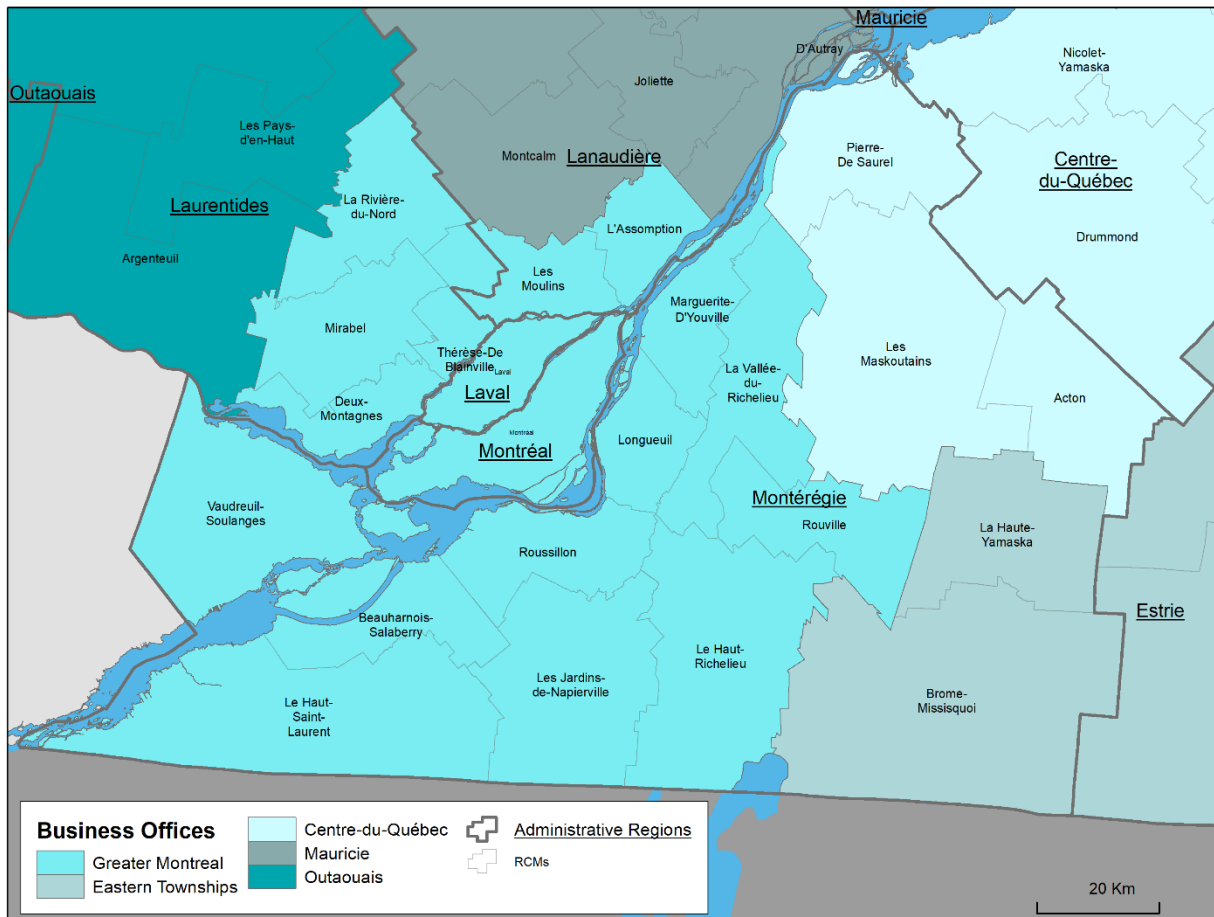 Mauricie
D'Autray
Nicolet-
Yamaska
Joliette
Outaouais
Les Pays-
d'en-Haut
Montcalm
Lanaudière
Pierre-
De Saurel
Centre-
du-Québec
La Rivière-
du-Nord
Laurentides
L'Assomption
Drummond
Argenteuil
Les
Moulins
Marguerite-
D'Youville
Mirabel
Les
Maskoutains
Thérèse-De
Blainville
Laval
La Vallée-
du-
Richelieu
Laval
Deux-
Montagnes
Acton
Montréal
Longueuil
Montréal
Montérégie
Rouville
Vaudreuil-
Soulanges
La Haute-
Yamaska
Roussillon
Estrie
Beauharnois-
Salaberry
Le Haut-
Richelieu
Les Jardins-
de-Napierville
Brome-
Missisquoi
Le Haut-
Saint-
Laurent
Business Offices
Greater Montreal
Eastern Townships
Centre-du-Québec
Mauricie
Outaouais
Administrative Regions
RCMs
20 Km